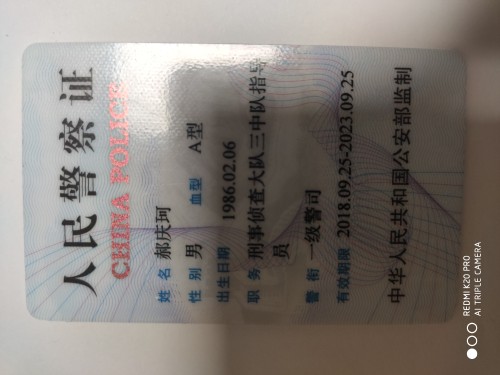 人民警察证
CHINA POLICE
姓名 郝庆珂
性别 男 血型 A型
出生日期 1986.02.06
职务 刑事侦查大队三中队指导
员
警衔 一级警司
有效期限 2018.09.25-2023.09.25
中华人民共和国公安部监制
REDMI K20 PRO
AI TRIPLE CAMERA